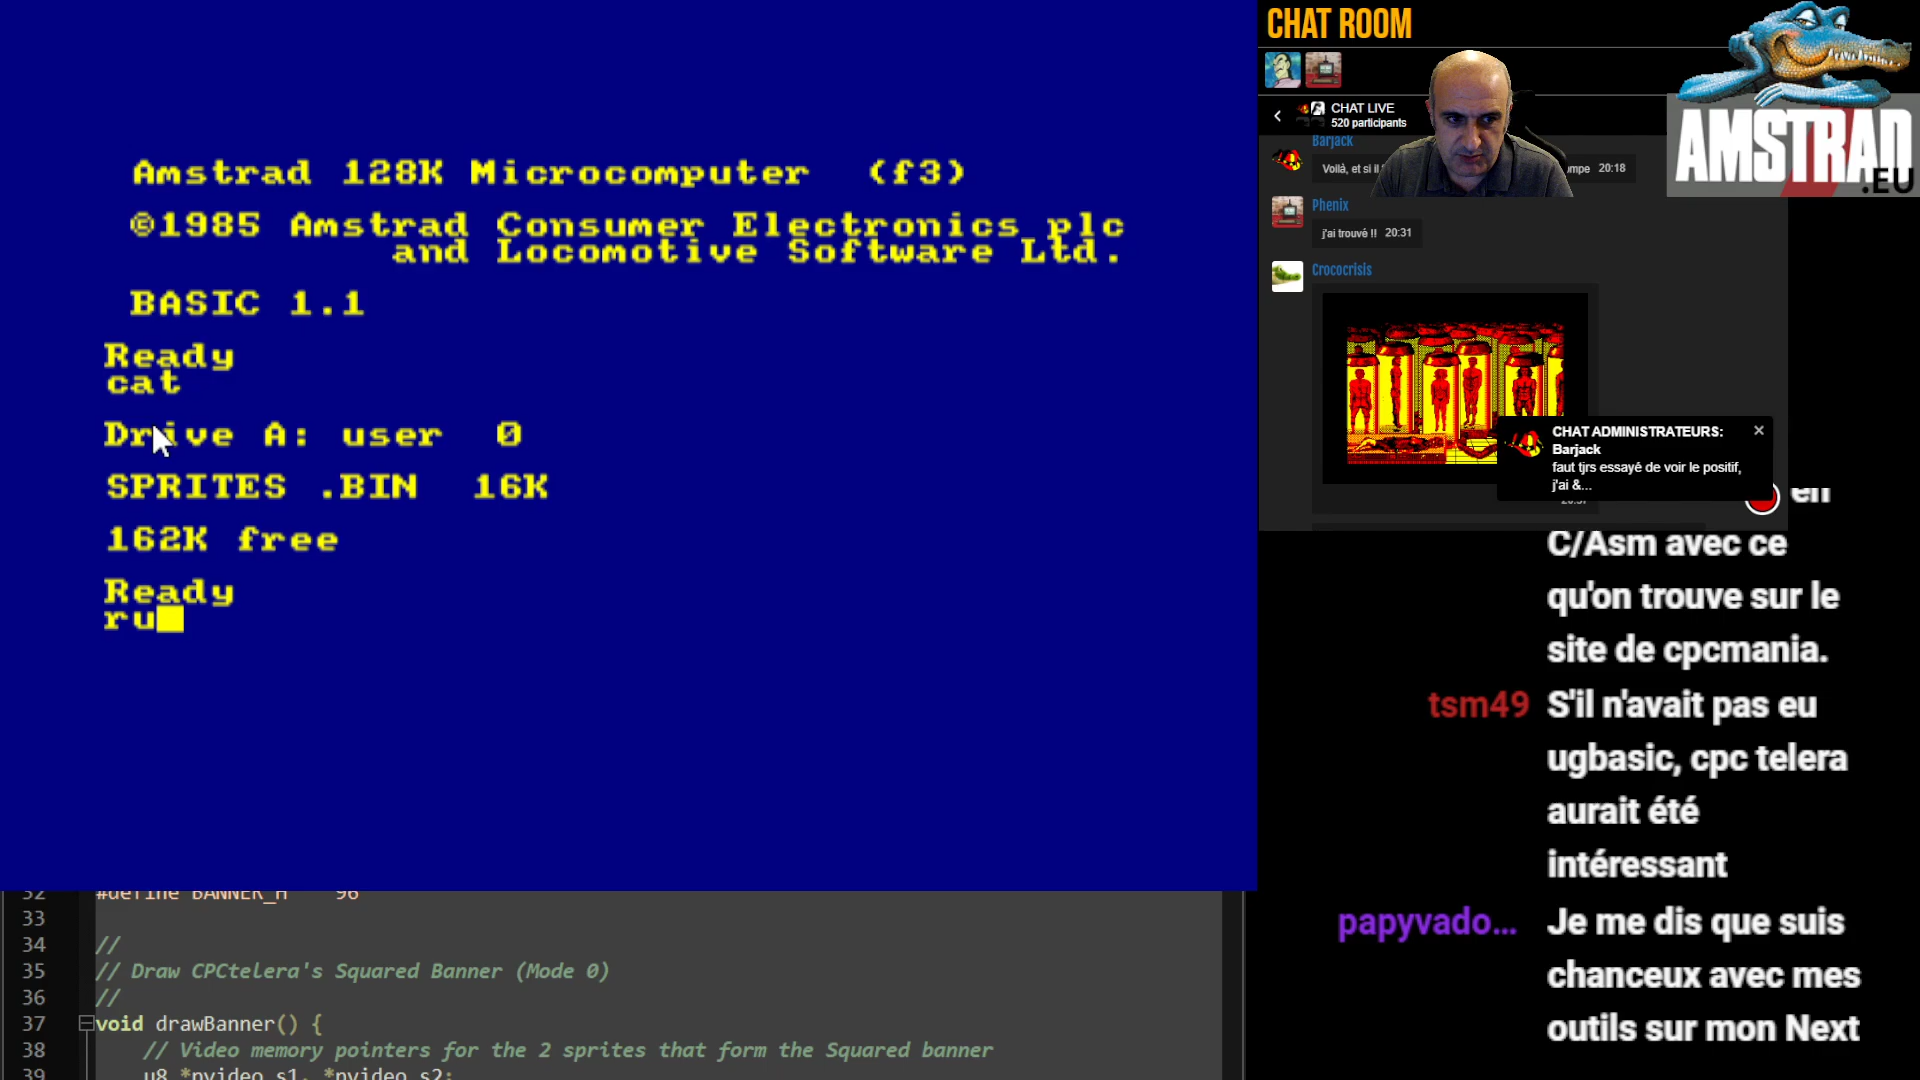 Amstrad 128K Microcomputer (f3)
©1985 Amstrad Consumer Electronics plc
and Locomotive Software Ltd.
BASIC 1.1
Ready
cat
Drive A: user 0
SPRITES .BIN 16K
162K free
Ready
ru
33
34 //
35 // Draw CPCtelera's Squared Banner (Mode 0)
36 //
37 void drawBanner() {
38 // Video memory pointers for the 2 sprites that form the Squared banner
39 u8 *pvideo_s1, *pvideo_s2;
CHAT ROOM
CHAT LIVE
520 participants
Barjack
Voilà, et si il
mpe 20:18
Phenix
j'ai trouvé !! 20:31
Crococrisis
CHAT ADMINISTRATEURS:
Barjack
faut tjrs essayé de voir le positif,
j'ai &...
AMSTRAD
.EU
en
C/Asm avec ce
qu'on trouve sur le
site de cpcmania.
tsm49 S'il n'avait pas eu
ugbasic, cpc telera
aurait été
intéressant
papyvado... Je me dis que suis
chanceux avec mes
outils sur mon Next